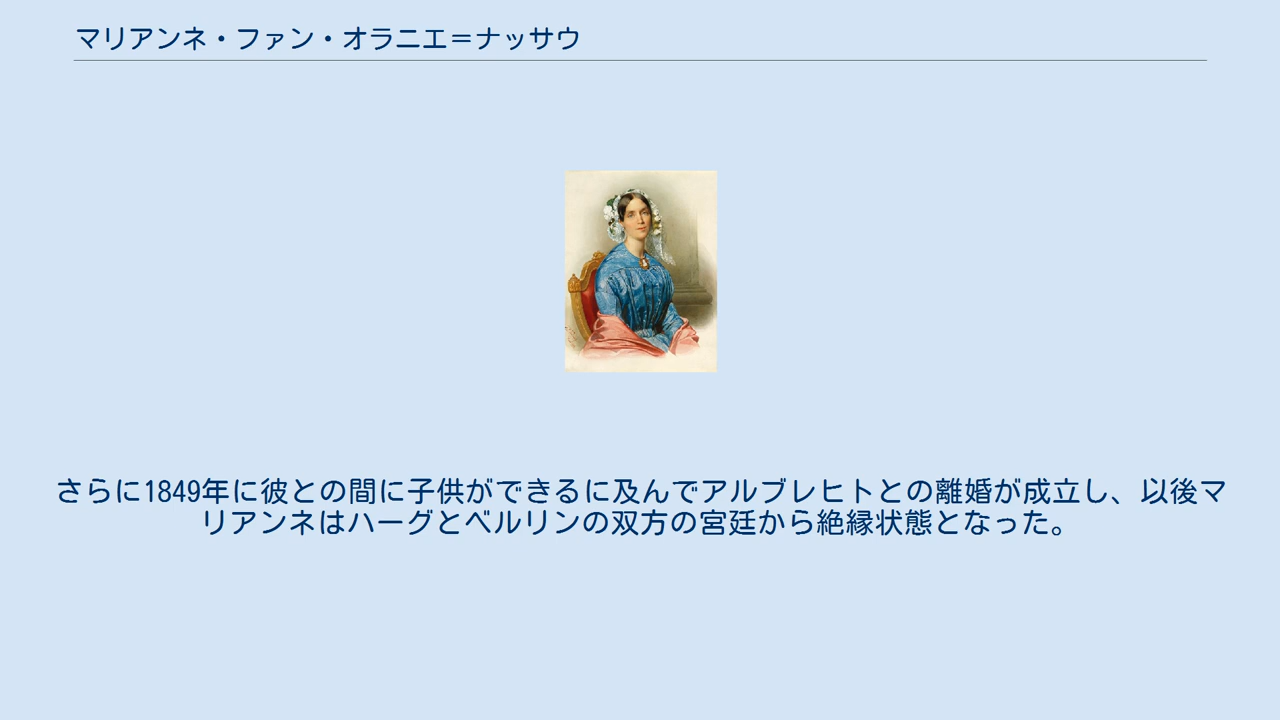 マリアンネ・ファン・オラニエ＝ナッサウ
さらに1849年に彼との間に子供ができるに及んでアルブレヒトとの離婚が成立し、以後マ
リアンネはハーグとベルリンの双方の宮廷から絶縁状態となった。